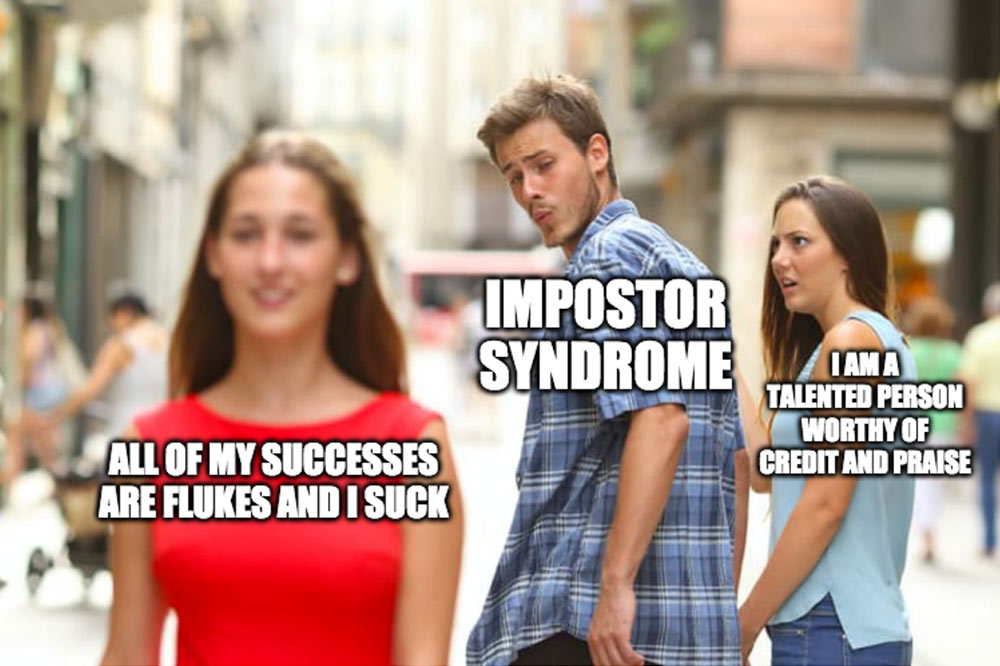 IMPOSTOR
SYNDROME
I AM A
TALENTED PERSON
WORTHY OF
CREDIT AND PRAISE
ALL OF MY SUCCESSES
ARE FLUKES AND I SUCK